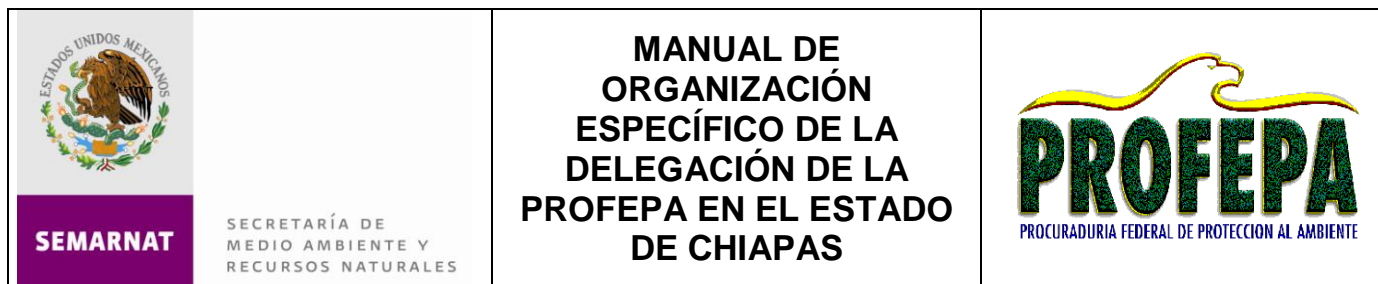 ESTADOS UNIDOS MEXICANOS
SEMARNAT
SECRETARÍA DE
MEDIO AMBIENTE Y
RECURSOS NATURALES
MANUAL DE
ORGANIZACIÓN
ESPECÍFICO DE LA
DELEGACIÓN DE LA
PROFEPA EN EL ESTADO
DE CHIAPAS
PROFEPA
PROCURADURIA FEDERAL DE PROTECCION AL AMBIENTE